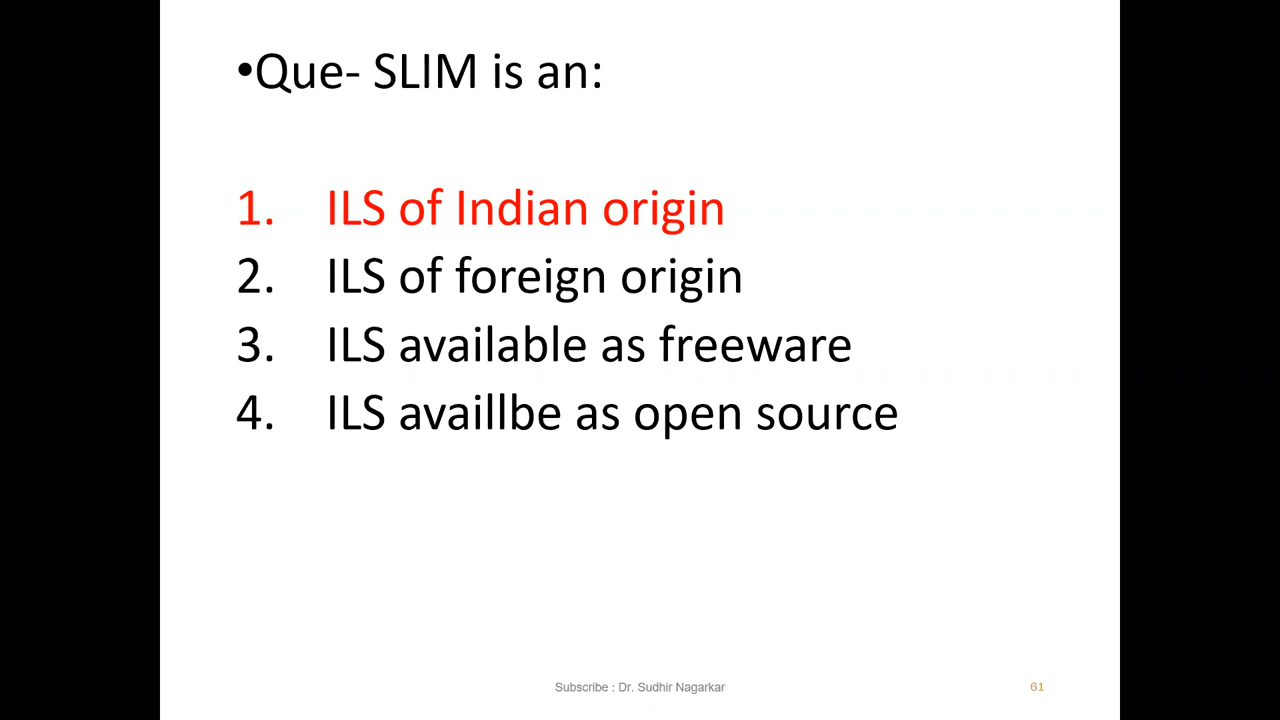 •Que- SLIM is an:
1. ILS of Indian origin
2. ILS of foreign origin
3. ILS available as freeware
4. ILS availlbe as open source
Subscribe : Dr. Sudhir Nagarkar
61